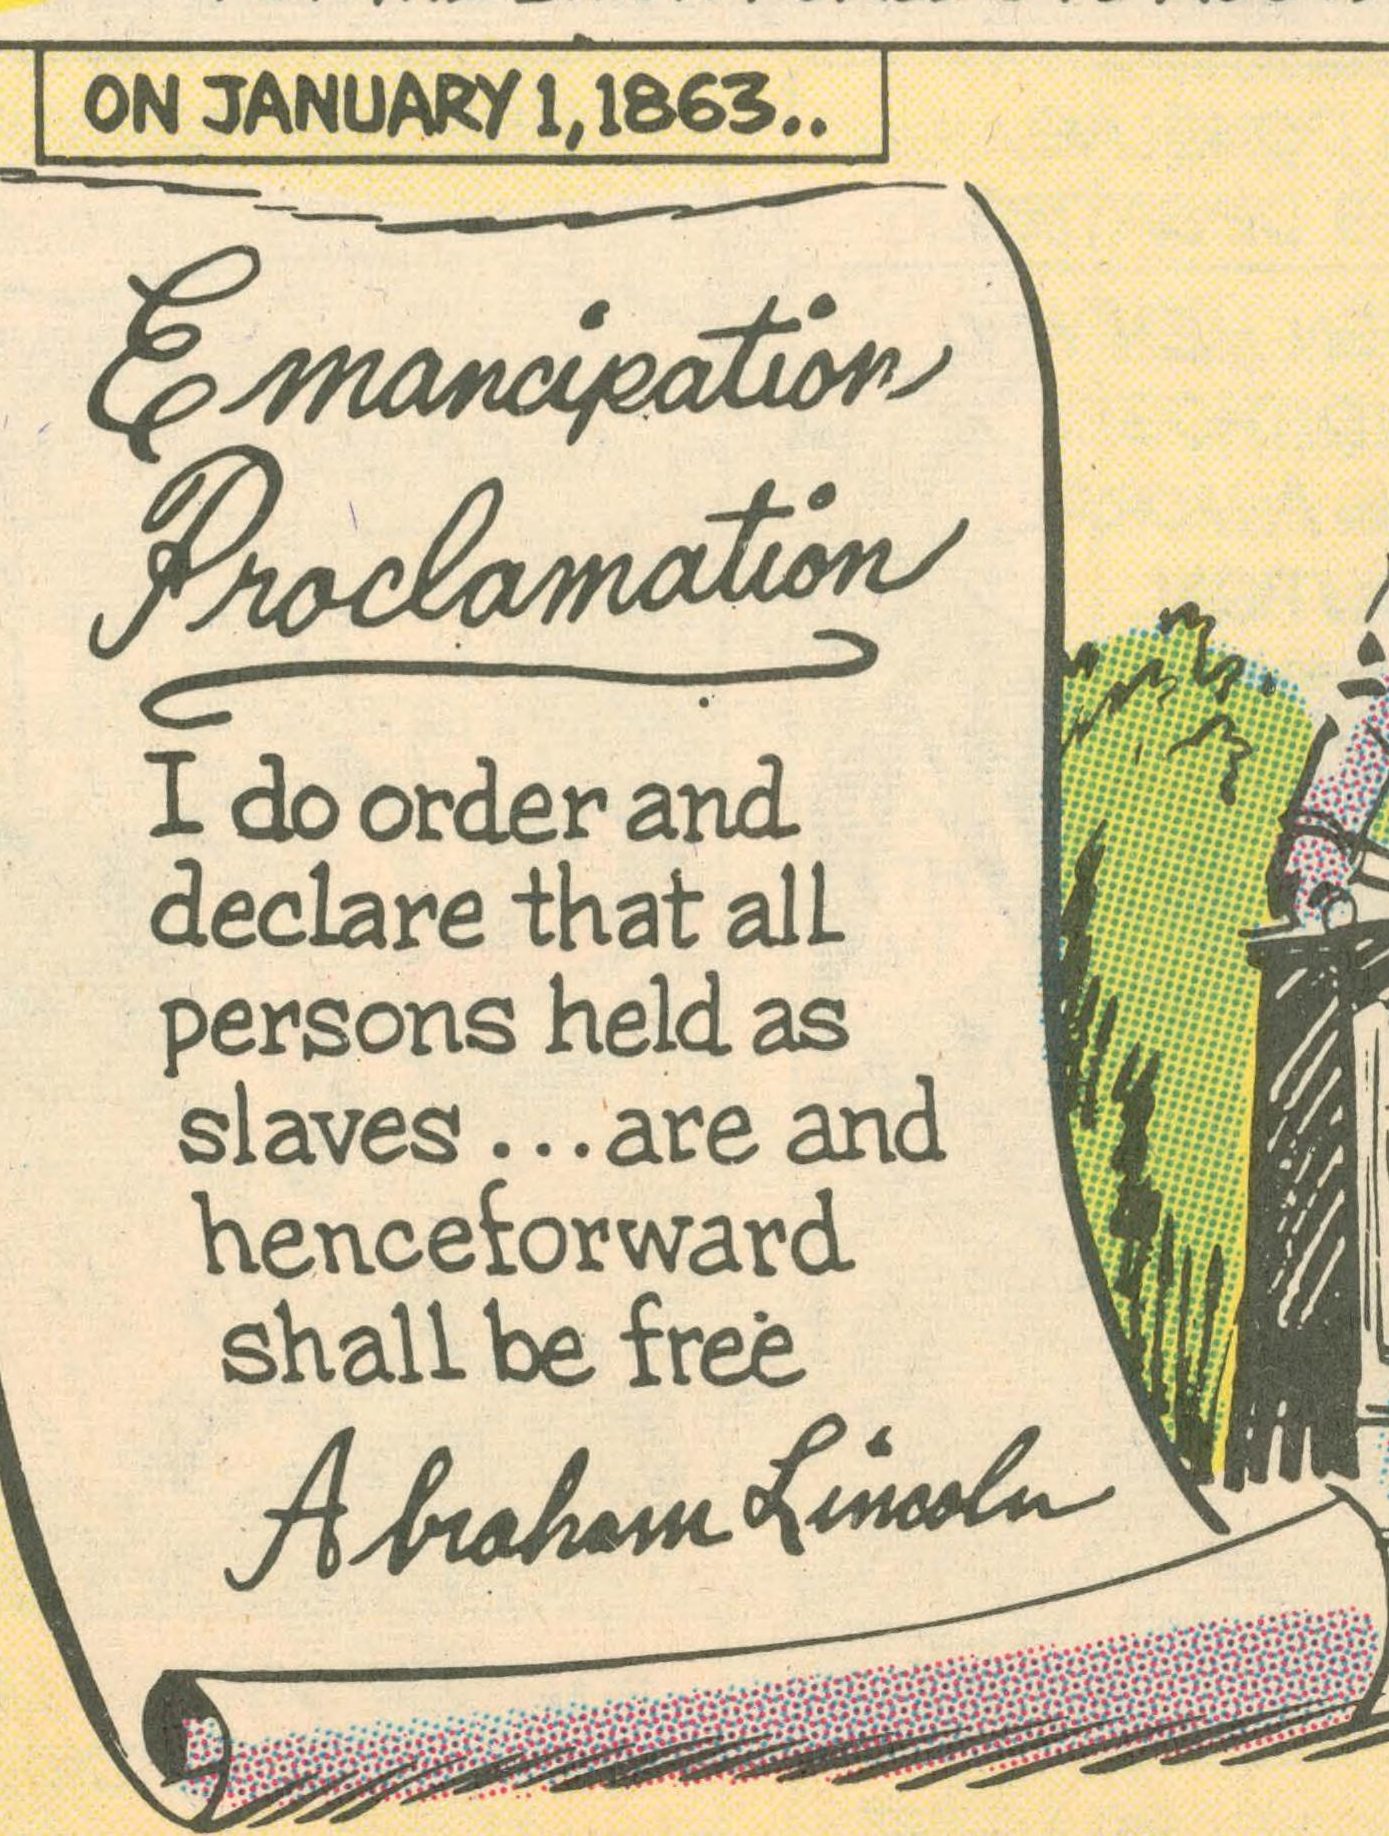 ON JANUARY 1, 1863..
Emancipation
Proclamation
I do order and
declare that all
persons held as
slaves ... are and
henceforward
shall be free
Abraham Lincoln